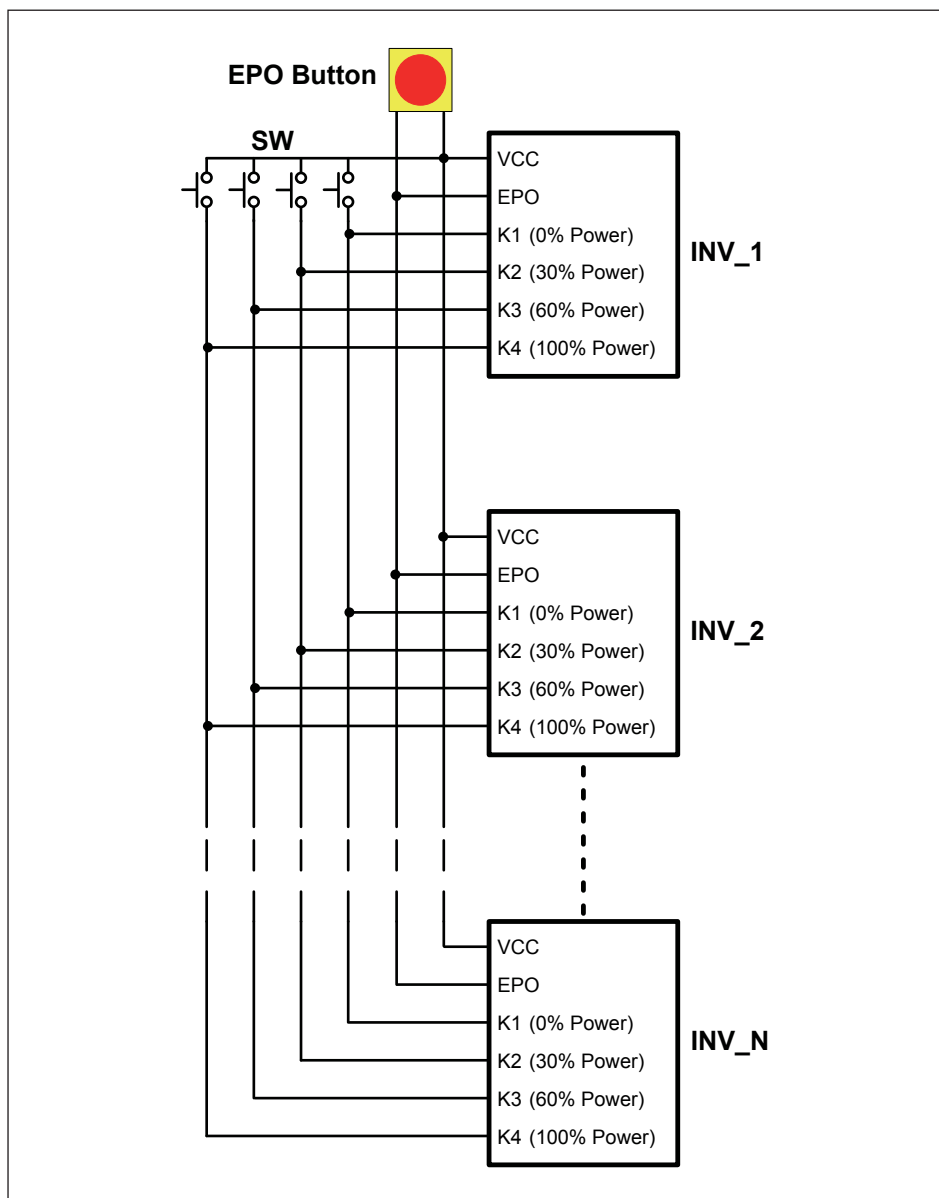 EPO Button
SW
VCC
EPO
K1 (0% Power)
K2 (30% Power)
K3 (60% Power)
K4 (100% Power)
INV_1
VCC
EPO
K1 (0% Power)
K2 (30% Power)
K3 (60% Power)
K4 (100% Power)
INV_2
VCC
EPO
K1 (0% Power)
K2 (30% Power)
K3 (60% Power)
K4 (100% Power)
INV_N